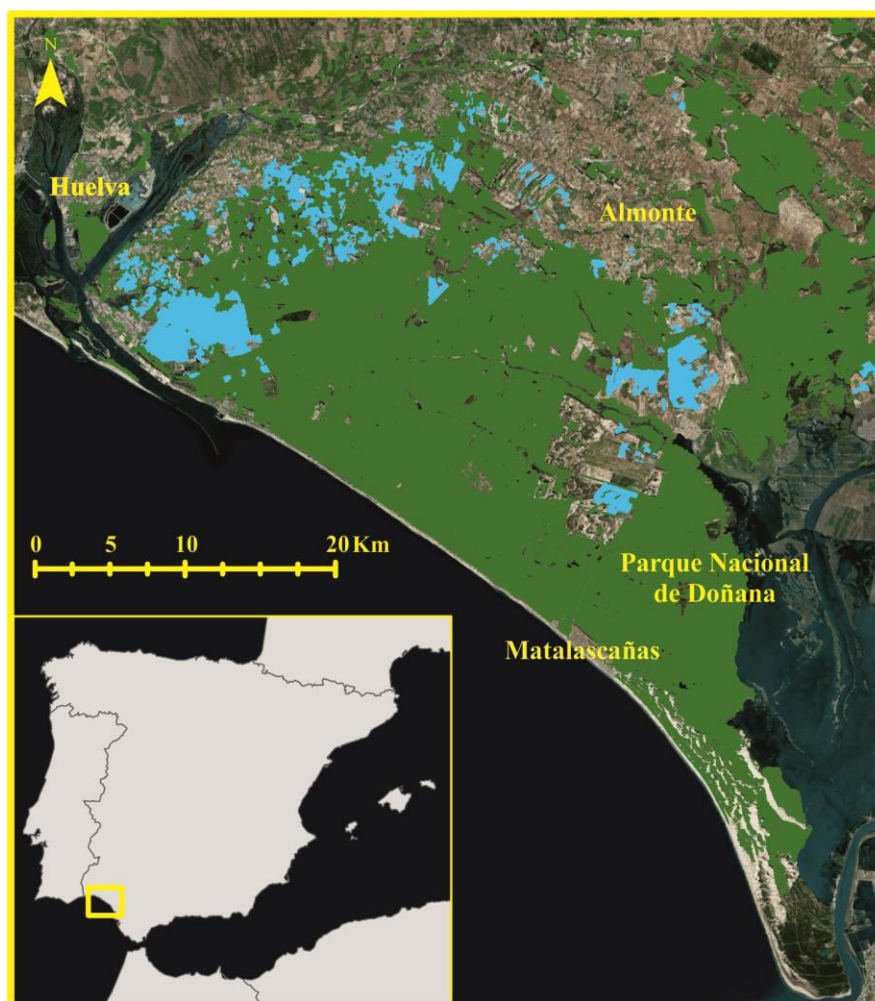 N
Huelva
Almonte
0 5 10 20 Km
Parque Nacional
de Doñana
Matalascañas